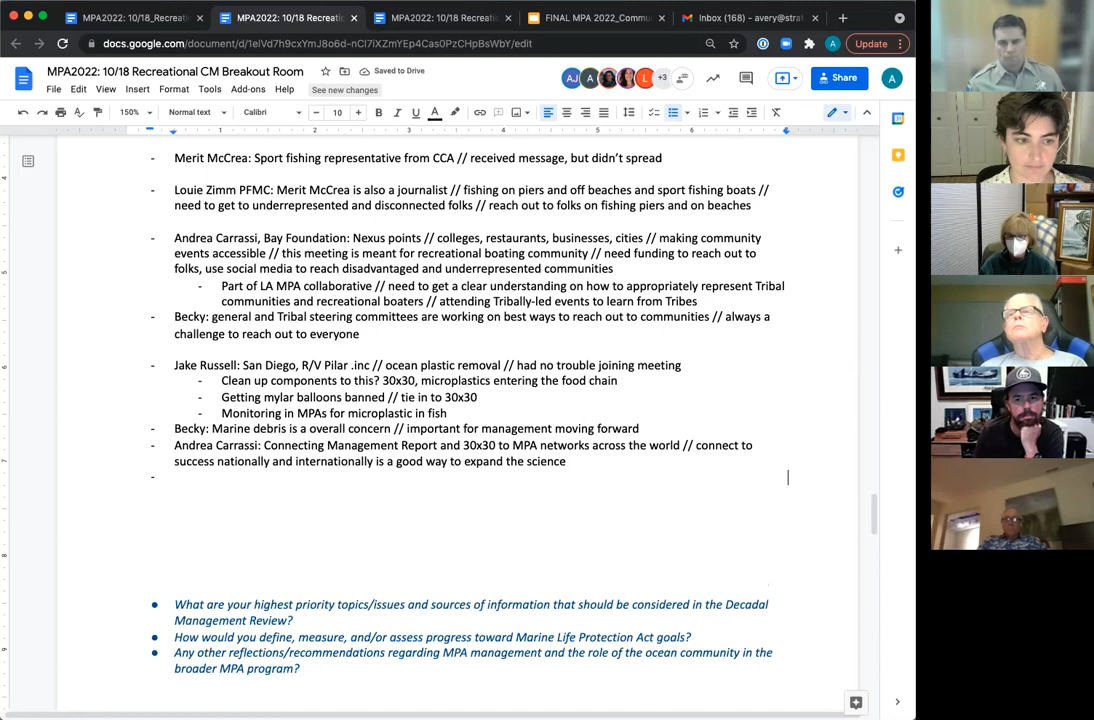 MPA2022: 10/18_Recreati
MPA2022: 10/18 Recreatio
MPA2022: 10/18 Recreatio
FINAL MPA 2022_Commu
Inbox (168) – avery@stra
docs.google.com/document/d/1elVd7h9cxYmJ8o6d-nCl7iXZmYEp4Cas0PzCHpBsWbY/edit
Update
MPA2022: 10/18 Recreational CM Breakout Room
Saved to Drive
File Edit View Insert Format Tools Add-ons Help See new changes
AJ A L +3
Share
A
150% Normal text Calibri 10
1 2 3 4 5 6
- Merit McCrea: Sport fishing representative from CCA // received message, but didn't spread
- Louie Zimm PFMC: Merit McCrea is also a journalist // fishing on piers and off beaches and sport fishing boats //
need to get to underrepresented and disconnected folks // reach out to folks on fishing piers and on beaches
- Andrea Carrassi, Bay Foundation: Nexus points // colleges, restaurants, businesses, cities // making community
events accessible // this meeting is meant for recreational boating community // need funding to reach out to
folks, use social media to reach disadvantaged and underrepresented communities
- Part of LA MPA collaborative // need to get a clear understanding on how to appropriately represent Tribal
communities and recreational boaters // attending Tribally-led events to learn from Tribes
- Becky: general and Tribal steering committees are working on best ways to reach out to communities // always a
challenge to reach out to everyone
- Jake Russell: San Diego, R/V Pilar .inc // ocean plastic removal // had no trouble joining meeting
- Clean up components to this? 30x30, microplastics entering the food chain
- Getting mylar balloons banned // tie in to 30x30
- Monitoring in MPAs for microplastic in fish
- Becky: Marine debris is a overall concern // important for management moving forward
- Andrea Carrassi: Connecting Management Report and 30x30 to MPA networks across the world // connect to
success nationally and internationally is a good way to expand the science
-
● What are your highest priority topics/issues and sources of information that should be considered in the Decadal
Management Review?
● How would you define, measure, and/or assess progress toward Marine Life Protection Act goals?
● Any other reflections/recommendations regarding MPA management and the role of the ocean community in the
broader MPA program?